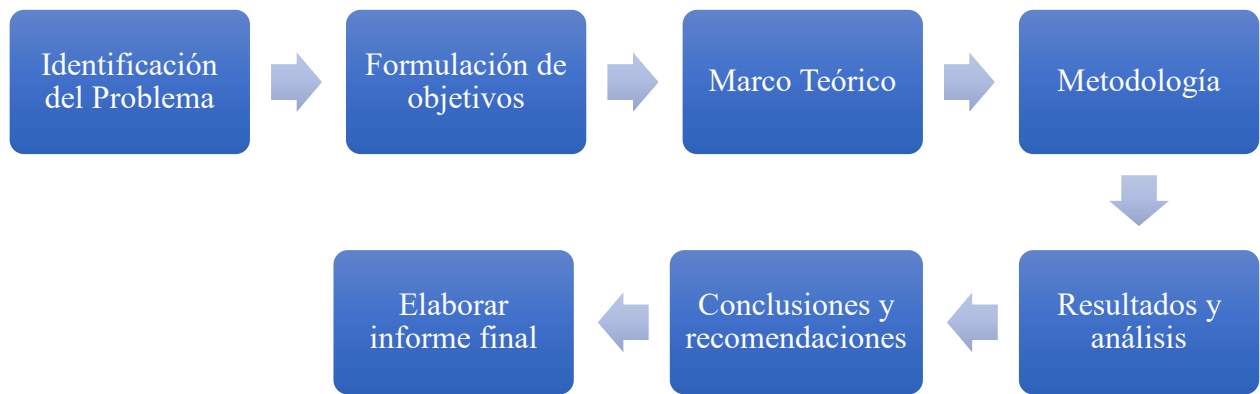 Identificación
del Problema
Formulación de
objetivos
Marco Teórico
Metodología
Resultados y
análisis
Conclusiones y
recomendaciones
Elaborar
informe final